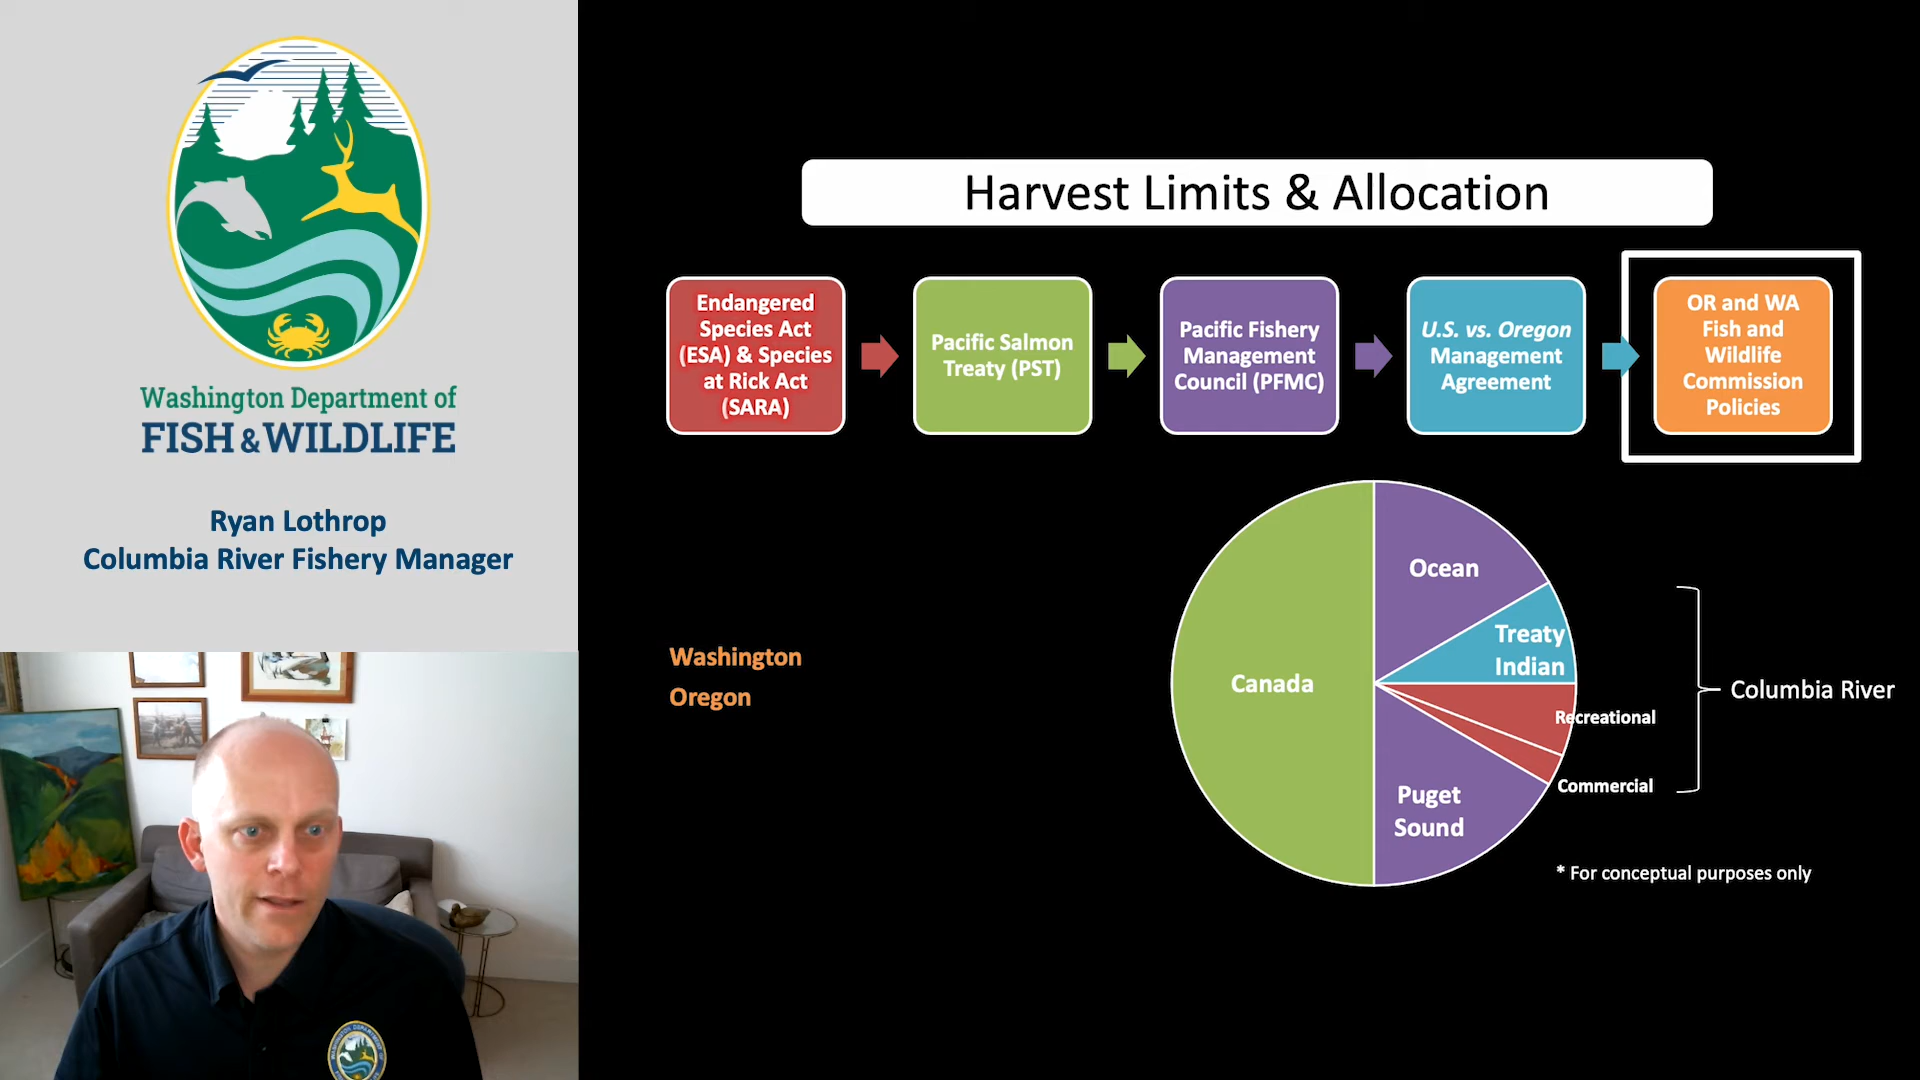 Washington Department of
FISH & WILDLIFE
Ryan Lothrop
Columbia River Fishery Manager
Harvest Limits & Allocation
Endangered
Species Act
(ESA) & Species
at Rick Act
(SARA)
Pacific Salmon
Treaty (PST)
Pacific Fishery
Management
Council (PFMC)
U.S. vs. Oregon
Management
Agreement
OR and WA
Fish and
Wildlife
Commission
Policies
Washington
Oregon
Canada
Ocean
Treaty
Indian
Recreational
Commercial
Puget
Sound
Columbia River
* For conceptual purposes only